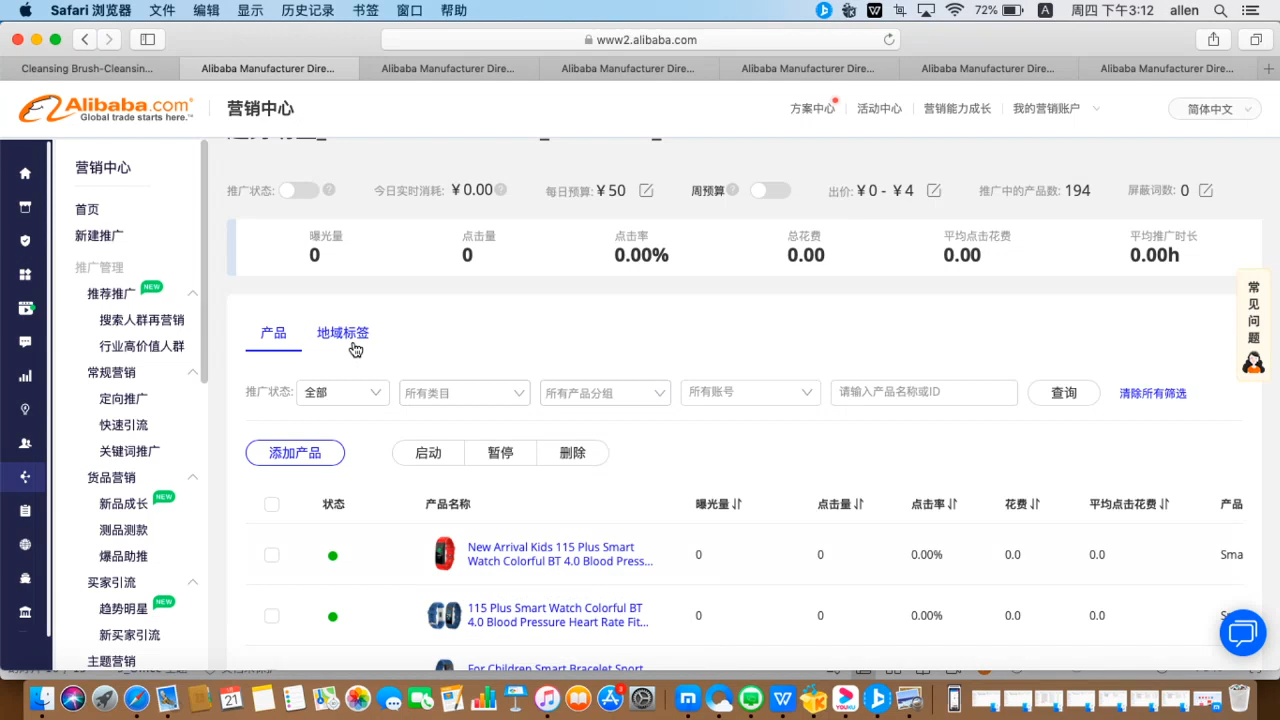 Safari 浏览器 文件 编辑 显示 历史记录 书签 窗口 帮助 72% A 周四 下午3:12 allen
www2.alibaba.com
Cleansing Brush-Cleansin... Alibaba Manufacturer Dire... Alibaba Manufacturer Dire... Alibaba Manufacturer Dire... Alibaba Manufacturer Dire... Alibaba Manufacturer Dire... Alibaba Manufacturer Dire...
Alibaba.com 营销中心 方案中心 活动中心 营销能力成长 我的营销账户 简体中文
Global trade starts here.™
营销中心
首页
新建推广
推广管理
推荐推广 NEW
搜索人群再营销
行业高价值人群
常规营销
定向推广
快速引流
关键词推广
货品营销
新品成长 NEW
测品测款
爆品助推
买家引流
趋势明星 NEW
新买家引流
主题营销
推广状态: 今日实时消耗: ¥ 0.00 每日预算: ¥ 50 周预算 出价: ¥ 0 - ¥ 4 推广中的产品数: 194 屏蔽词数: 0
曝光量 点击量 点击率 总花费 平均点击花费 平均推广时长
0 0 0.00% 0.00 0.00 0.00h
常见问题
产品 地域标签
推广状态: 全部 所有类目 所有产品分组 所有账号 请输入产品名称或ID 查询 清除所有筛选
添加产品 启动 暂停 删除
状态 产品名称 曝光量 点击量 点击率 花费 平均点击花费 产品
New Arrival Kids 115 Plus Smart
Watch Colorful BT 4.0 Blood Press... 0 0 0.00% 0.0 0.0 Sma
115 Plus Smart Watch Colorful BT
4.0 Blood Pressure Heart Rate Fit... 0 0 0.00% 0.0 0.0
For Children Smart Bracelet Sport